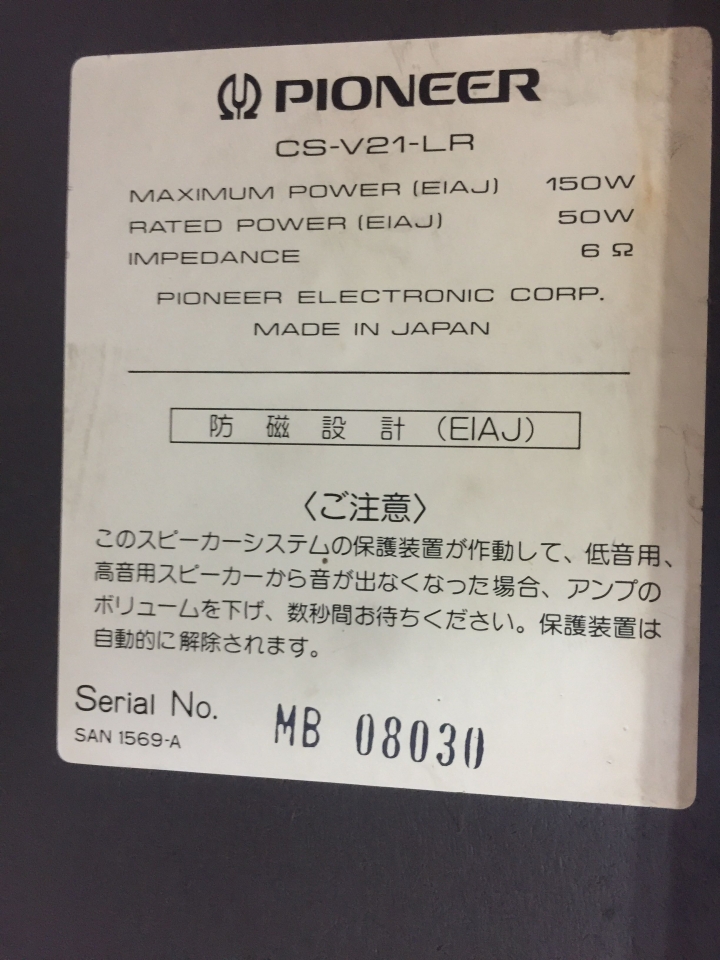 PIONEER
CS-V21-LR
MAXIMUM POWER (EIAJ) 150W
RATED POWER (EIAJ) 50W
IMPEDANCE 6 Ω
PIONEER ELECTRONIC CORP.
MADE IN JAPAN
防磁設計 (EIAJ)
〈ご注意〉
このスピーカーシステムの保護装置が作動して、低音用、
高音用スピーカーから音が出なくなった場合、アンプの
ボリュームを下げ、数秒間お待ちください。保護装置は
自動的に解除されます。
Serial No. MB 08030
SAN 1569-A